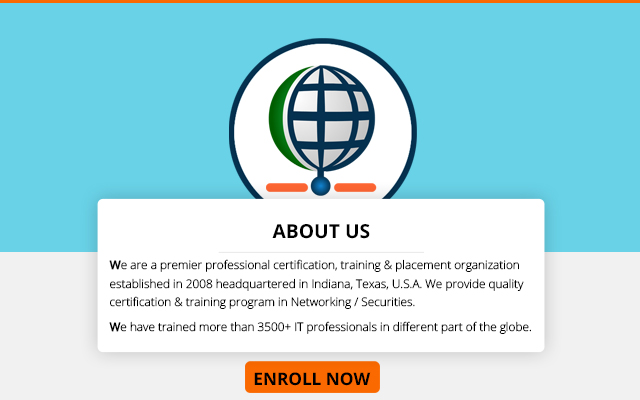 ABOUT US
We are a premier professional certification, training & placement organization
established in 2008 headquartered in Indiana, Texas, U.S.A. We provide quality
certification & training program in Networking / Securities.
We have trained more than 3500+ IT professionals in different part of the globe.
ENROLL NOW